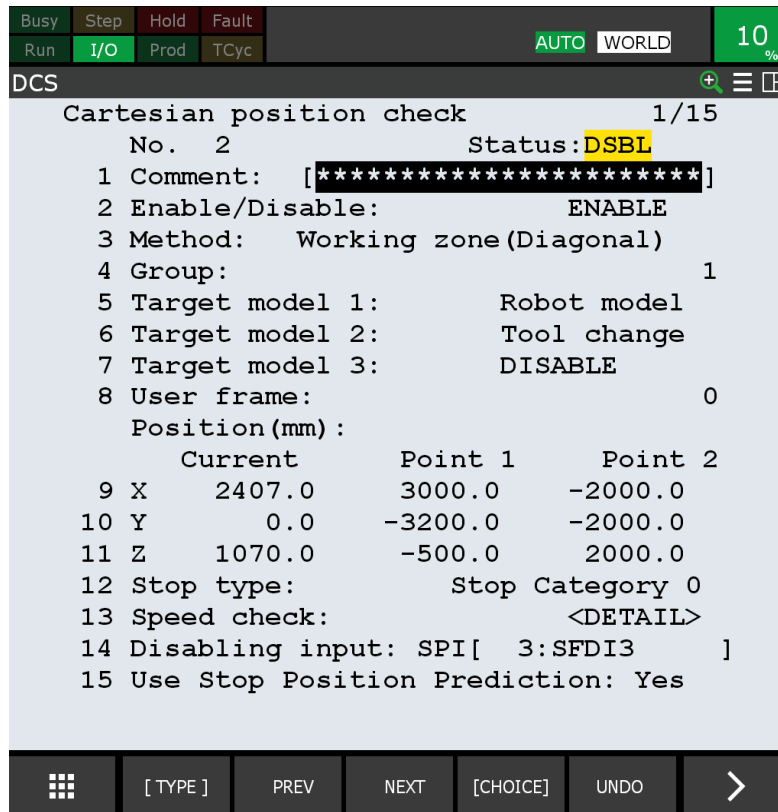 Busy Step Hold Fault
Run I/O Prod TCyc AUTO WORLD 10 %
DCS
Cartesian position check 1/15
No. 2 Status:DSBL
1 Comment: [***********************]
2 Enable/Disable: ENABLE
3 Method: Working zone(Diagonal)
4 Group: 1
5 Target model 1: Robot model
6 Target model 2: Tool change
7 Target model 3: DISABLE
8 User frame: 0
Position(mm):
Current Point 1 Point 2
9 X 2407.0 3000.0 -2000.0
10 Y 0.0 -3200.0 -2000.0
11 Z 1070.0 -500.0 2000.0
12 Stop type: Stop Category 0
13 Speed check: <DETAIL>
14 Disabling input: SPI[ 3:SFDI3 ]
15 Use Stop Position Prediction: Yes
[ TYPE ] PREV NEXT [CHOICE] UNDO